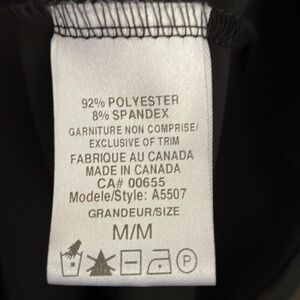 92% POLYESTER
8% SPANDEX
GARNITURE NON COMPRISE/
EXCLUSIVE OF TRIM
FABRIQUE AU CANADA
MADE IN CANADA
CA# 00655
Modele/Style: A5507
GRANDEUR/SIZE
M/M
P